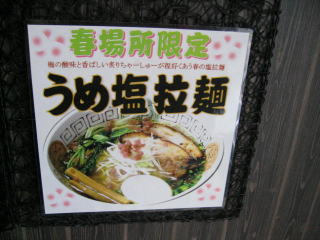 春場所限定
梅の酸味と香ばしい炙りちゃーしゅーが程好くあう春の塩拉麺
うめ塩拉麺